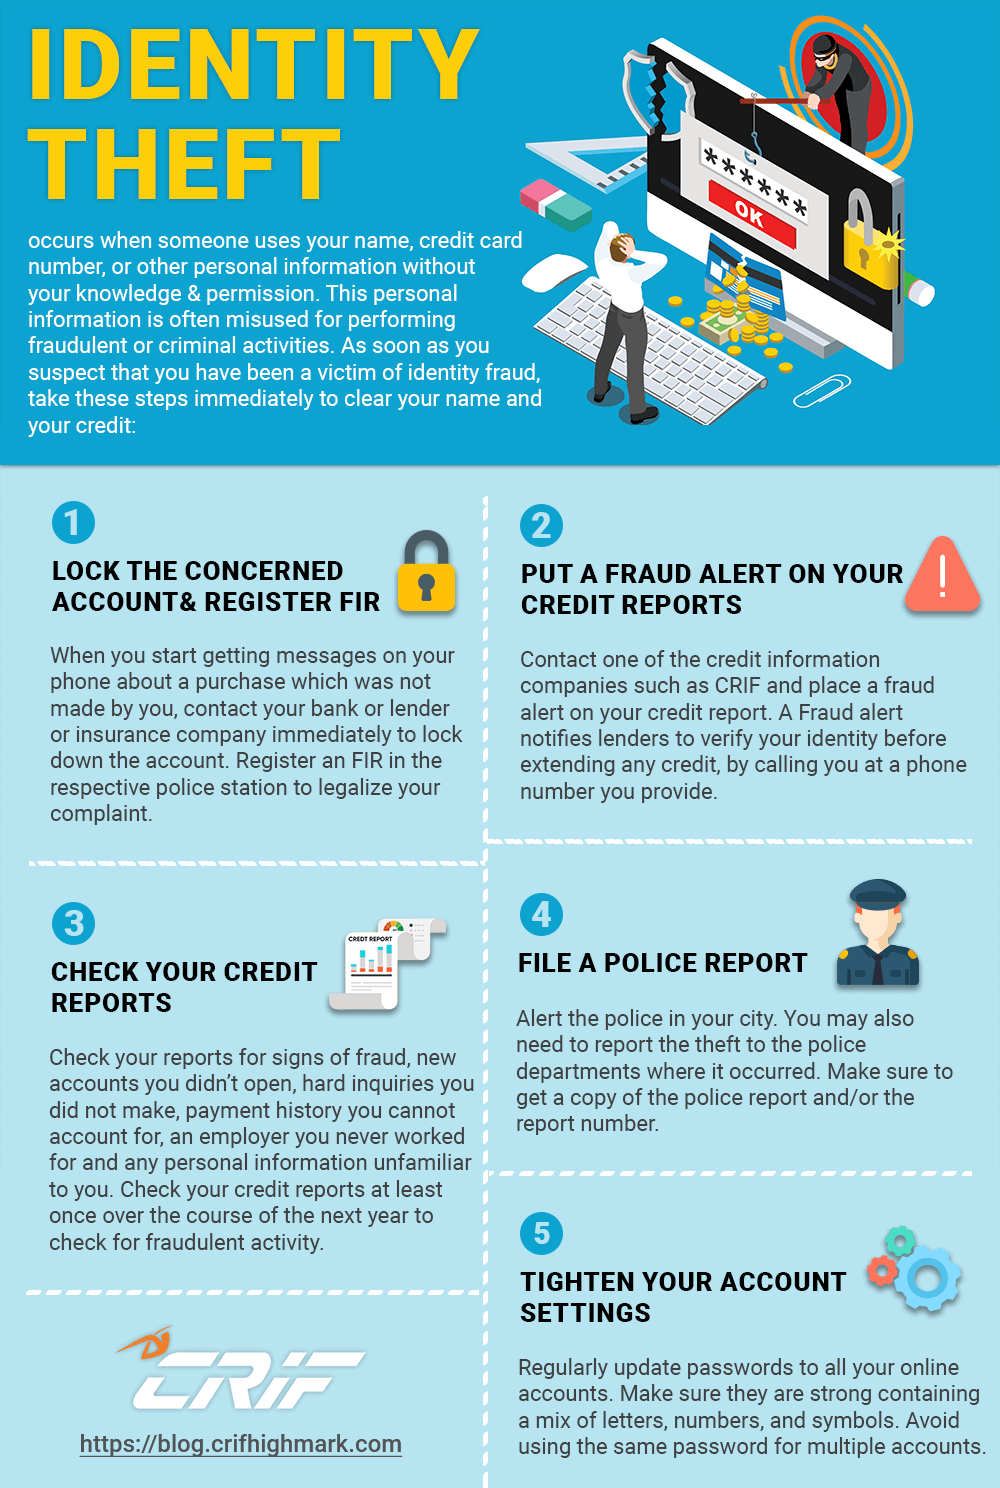 IDENTITY
THEFT
occurs when someone uses your name, credit card
number, or other personal information without
your knowledge & permission. This personal
information is often misused for performing
fraudulent or criminal activities. As soon as you
suspect that you have been a victim of identity fraud,
take these steps immediately to clear your name and
your credit:
******
OK
1
LOCK THE CONCERNED
ACCOUNT& REGISTER FIR
When you start getting messages on your
phone about a purchase which was not
made by you, contact your bank or lender
or insurance company immediately to lock
down the account. Register an FIR in the
respective police station to legalize your
complaint.
2
PUT A FRAUD ALERT ON YOUR
CREDIT REPORTS
Contact one of the credit information
companies such as CRIF and place a fraud
alert on your credit report. A Fraud alert
notifies lenders to verify your identity before
extending any credit, by calling you at a phone
number you provide.
3
CHECK YOUR CREDIT
REPORTS
CREDT REPORT
Check your reports for signs of fraud, new
accounts you didn't open, hard inquiries you
did not make, payment history you cannot
account for, an employer you never worked
for and any personal information unfamiliar
to you. Check your credit reports at least
once over the course of the next year to
check for fraudulent activity.
4
FILE A POLICE REPORT
Alert the police in your city. You may also
need to report the theft to the police
departments where it occurred. Make sure to
get a copy of the police report and/or the
report number.
5
TIGHTEN YOUR ACCOUNT
SETTINGS
Regularly update passwords to all your online
accounts. Make sure they are strong containing
a mix of letters, numbers, and symbols. Avoid
using the same password for multiple accounts.
CRIF
https://blog.crifhighmark.com